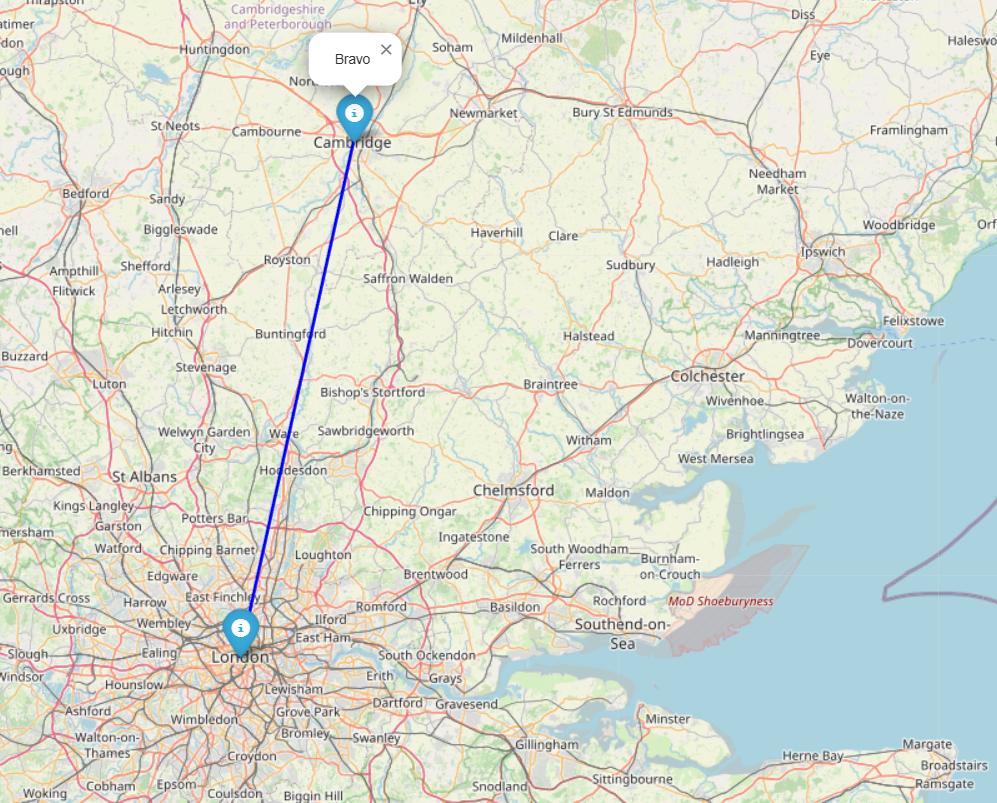 Thrapston
Cambridgeshire
and Peterborough
Ely
Diss
Huntingdon
Soham
Mildenhall
Eye
Bravo
Newmarket
Bury St Edmunds
St Neots
Cambourne
Cambridge
Framlingham
Bedford
Sandy
Needham
Market
Biggleswade
Haverhill
Clare
Woodbridge
Ipswich
Royston
Ampthill
Shefford
Saffron Walden
Sudbury
Hadleigh
Flitwick
Arlesey
Letchworth
Hitchin
Buntingford
Halstead
Manningtree
Felixstowe
Dovercourt
Buzzard
Stevenage
Luton
Bishop's Stortford
Braintree
Colchester
Wivenhoe
Walton-on-
the-Naze
Welwyn Garden
City
Ware
Sawbridgeworth
Witham
Brightlingsea
West Mersea
Berkhamsted
St Albans
Hoddesdon
Chelmsford
Maldon
Kings Langley
Garston
Potters Bar
Chipping Ongar
Watford
Chipping Barnet
Loughton
Ingatestone
South Woodham
Ferrers
Burnham-
on-Crouch
Edgware
Brentwood
Gerrards Cross
Harrow
East Finchley
Romford
Basildon
Rochford
MoD Shoeburyness
Uxbridge
Wembley
Ilford
East Ham
Southend-on-
Sea
Slough
Ealing
London
South Ockendon
Windsor
Hounslow
Lewisham
Erith
Grays
Ashford
Wimbledon
Grove Park
Dartford
Gravesend
Minster
Walton-on-
Thames
Bromley
Swanley
Gillingham
Croydon
Herne Bay
Margate
Broadstairs
Ramsgate
Woking
Cobham
Epsom
Coulsdon
Biggin Hill
Snodland
Sittingbourne